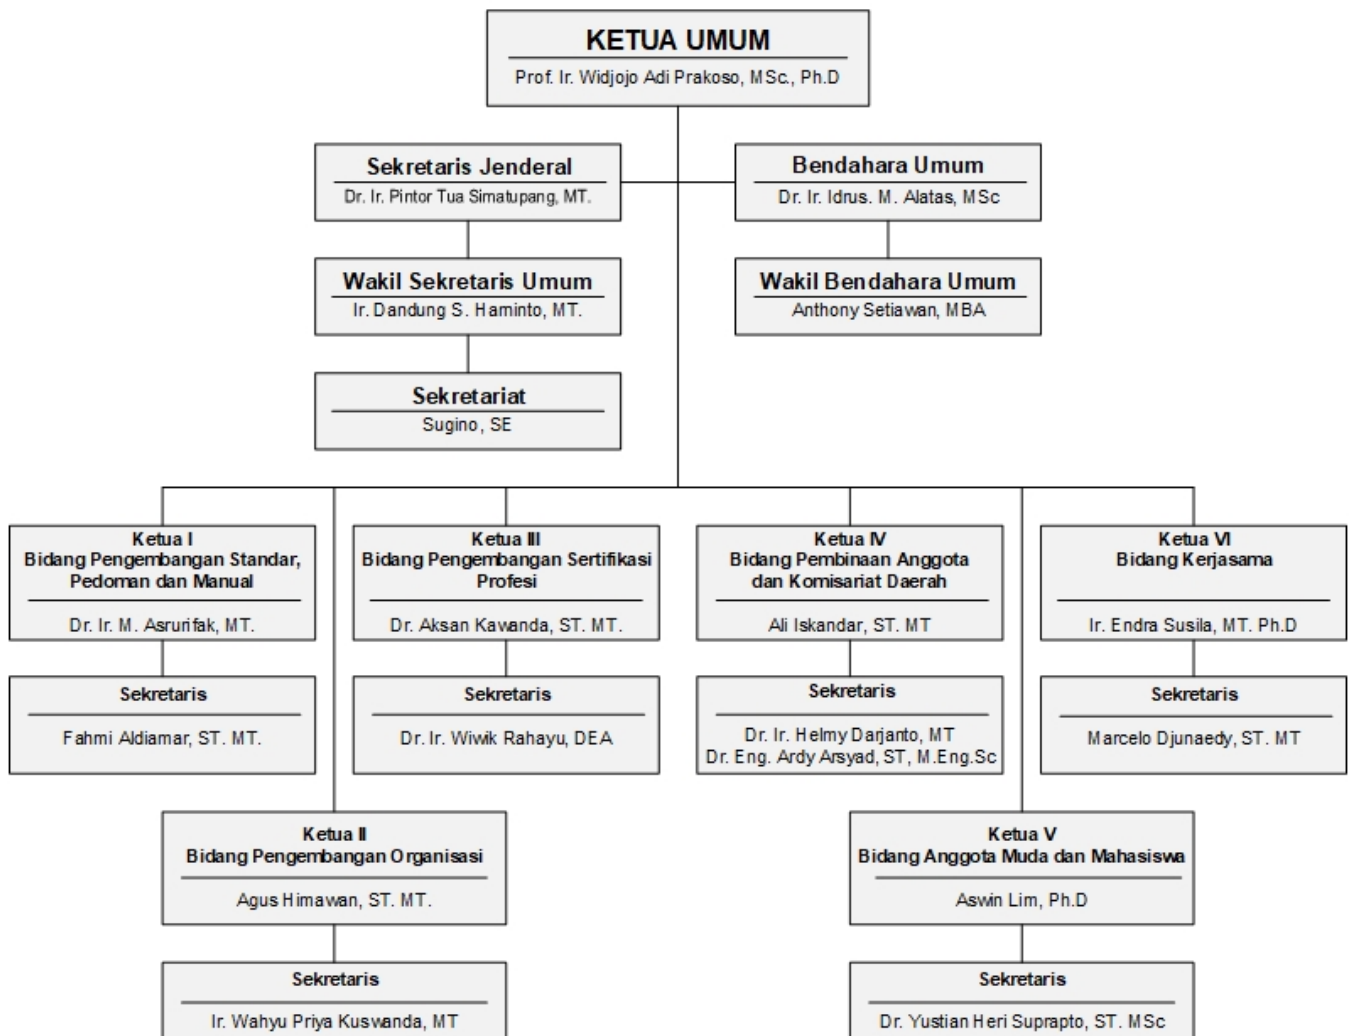 KETUA UMUM
Prof. Ir. Widjojo Adi Prakoso, MSc., Ph.D
Sekretaris Jenderal
Dr. Ir. Pintor Tua Simatupang, MT.
Bendahara Umum
Dr. Ir. Idrus. M. Alatas, MSc
Wakil Sekretaris Umum
Ir. Dandung S. Harninto, MT.
Wakil Bendahara Umum
Anthony Setiawan, MBA
Sekretariat
Sugino, SE
Ketua I
Bidang Pengembangan Standar,
Pedoman dan Manual
Dr. Ir. M. Asrurifak, MT.
Ketua III
Bidang Pengembangan Sertifikasi
Profesi
Dr. Aksan Kawanda, ST. MT.
Ketua IV
Bidang Pembinaan Anggota
dan Komisariat Daerah
Ali Iskandar, ST. MT
Ketua VI
Bidang Kerjasama
Ir. Endra Susila, MT. Ph.D
Sekretaris
Fahmi Aldiamar, ST. MT.
Sekretaris
Dr. Ir. Wiwik Rahayu, DEA
Sekretaris
Dr. Ir. Helmy Darjanto, MT
Dr. Eng. Ardy Arsyad, ST, M.Eng.Sc
Sekretaris
Marcelo Djunaedy, ST. MT
Ketua II
Bidang Pengembangan Organisasi
Agus Himawan, ST. MT.
Ketua V
Bidang Anggota Muda dan Mahasiswa
Aswin Lim, Ph.D
Sekretaris
Ir. Wahyu Priya Kuswanda, MT
Sekretaris
Dr. Yustian Heri Suprapto, ST. MSc